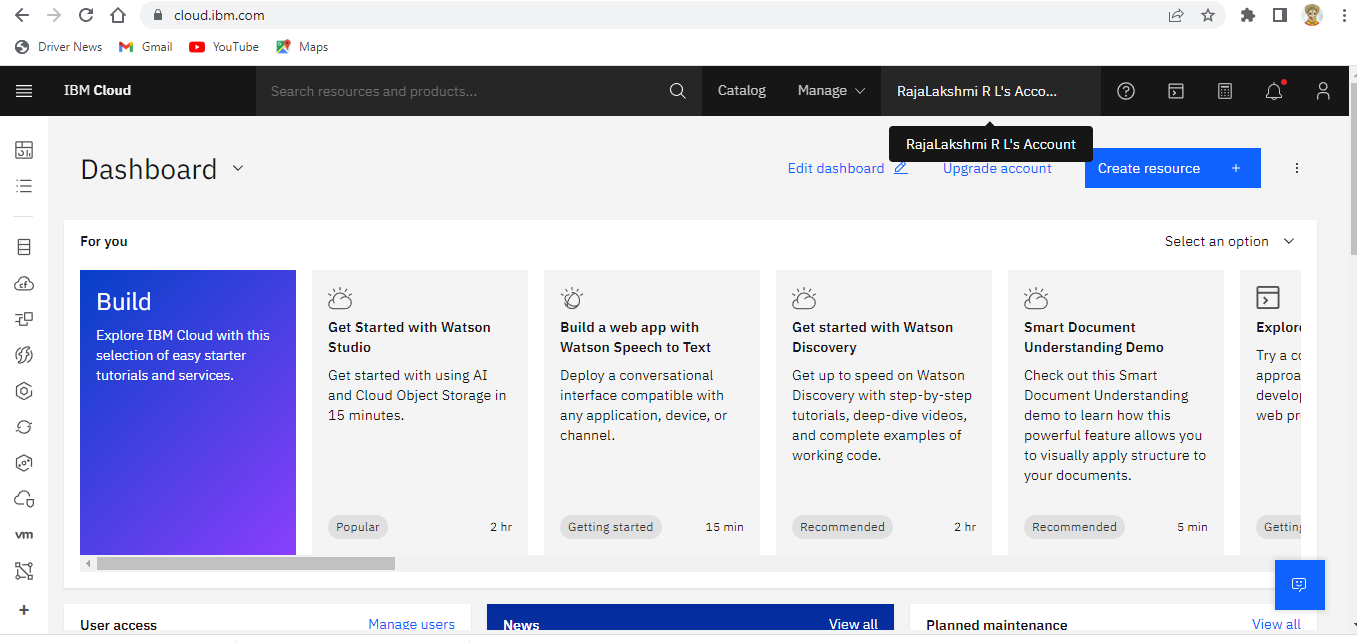 cloud.ibm.com
Driver News Gmail YouTube Maps
IBM Cloud Search resources and products... Catalog Manage RajaLakshmi R L's Acco...
RajaLakshmi R L's Account
Dashboard Edit dashboard Upgrade account Create resource +
For you Select an option
Build
Explore IBM Cloud with this
selection of easy starter
tutorials and services.
Get Started with Watson
Studio
Get started with using AI
and Cloud Object Storage in
15 minutes.
Popular 2 hr
Build a web app with
Watson Speech to Text
Deploy a conversational
interface compatible with
any application, device, or
channel.
Getting started 15 min
Get started with Watson
Discovery
Get up to speed on Watson
Discovery with step-by-step
tutorials, deep-dive videos,
and complete examples of
working code.
Recommended 2 hr
Smart Document
Understanding Demo
Check out this Smart
Document Understanding
demo to learn how this
powerful feature allows you
to visually apply structure to
your documents.
Recommended 5 min
Explore
Try a co
approa
develop
web pr
Getting
cf
vm
+
User access Manage users
News View all
Planned maintenance View all